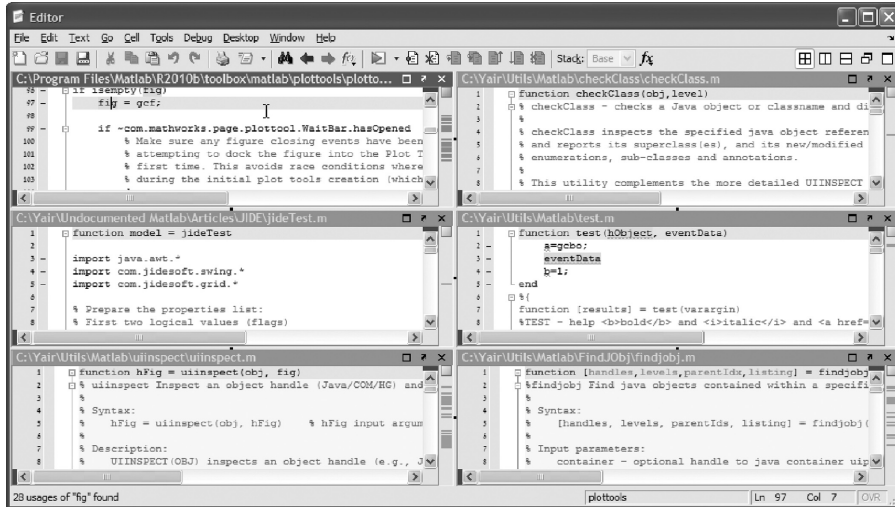 Editor
File Edit Text Go Cell Tools Debug Desktop Window Help
Stack: Base fx
C:\Program Files\Matlab\R2010b\toolbox\matlab\plottools\plotto...
96 - if isempty(fig)
97 - fig = gcf;
98
99 - if ~com.mathworks.page.plottool.WaitBar.hasOpened
100 % Make sure any figure closing events have been
101 % attempting to dock the figure into the Plot T
102 % first time. This avoids race conditions where
103 % during the initial plot tools creation (which
C:\Yair\Utils\Matlab\checkClass\checkClass.m
1 function checkClass(obj,level)
2 % checkClass - checks a Java object or classname and di
3 %
4 % checkClass inspects the specified java object referen
5 % and reports its superclass(es), and its new/modified
6 % enumerations, sub-classes and annotations.
7 %
8 % This utility complements the more detailed UIINSPECT
C:\Yair\Undocumented Matlab\Articles\JIDE\jideTest.m
1 function model = jideTest
2
3 - import java.awt.*
4 - import com.jidesoft.swing.*
5 - import com.jidesoft.grid.*
6
7 % Prepare the properties list:
8 % First two logical values (flags)
C:\Yair\Utils\Matlab\test.m
1 function test(hObject, eventData)
2 - a=gcbo;
3 - eventData
4 - b=1;
5 - end
6 %{
7 function [results] = test(varargin)
8 %TEST - help <b>bold</b> and <i>italic</i> and <a href=
C:\Yair\Utils\Matlab\uiinspect\uiinspect.m
1 function hFig = uiinspect(obj, fig)
2 % uiinspect Inspect an object handle (Java/COM/HG) and
3 %
4 % Syntax:
5 % hFig = uiinspect(obj, hFig) % hFig input argum
6 %
7 % Description:
8 % UIINSPECT(OBJ) inspects an object handle (e.g., J
C:\Yair\Utils\Matlab\FindJObj\findjobj.m
1 function [handles,levels,parentIdx,listing] = findjobj
2 %findjobj Find java objects contained within a specifi
3 %
4 % Syntax:
5 % [handles, levels, parentIds, listing] = findjobj(
6 %
7 % Input parameters:
8 % container - optional handle to java container uip
28 usages of "fig" found plottools Ln 97 Col 7 OVR